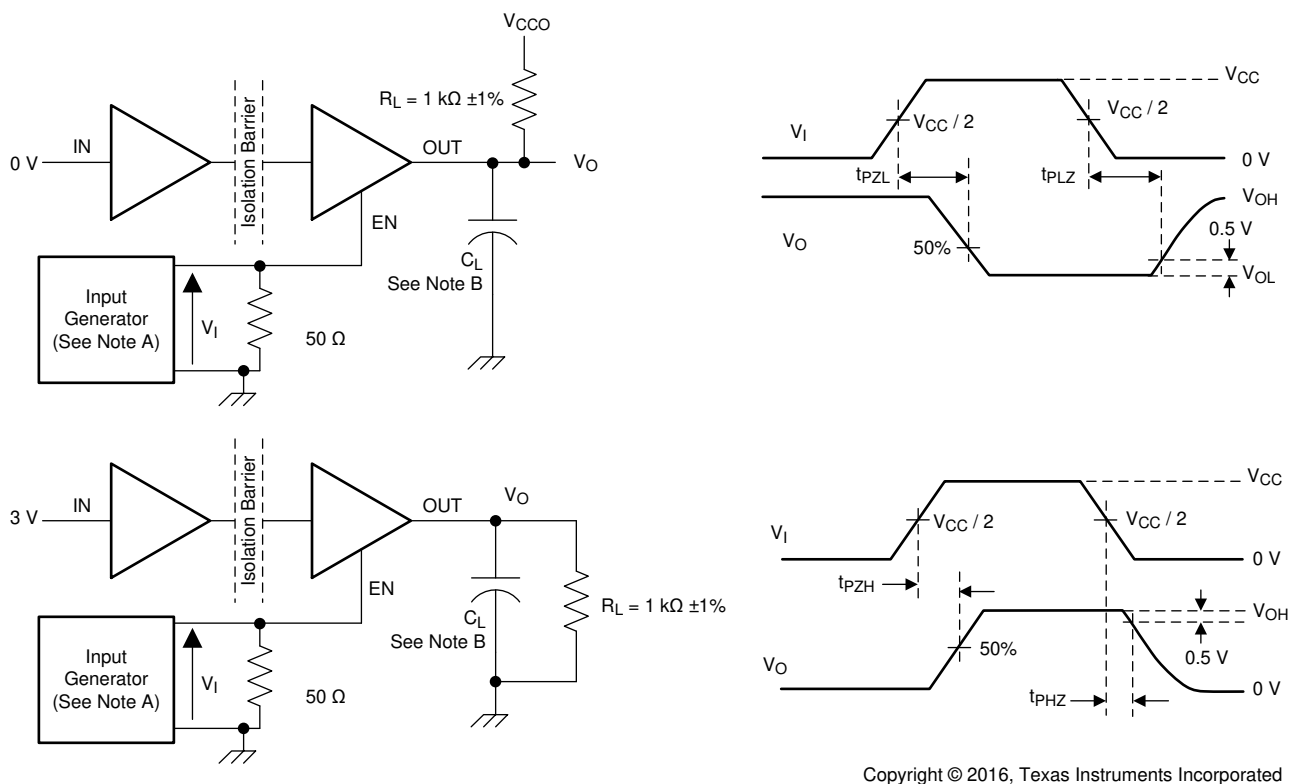 VCCO
RL = 1 kΩ ±1%
IN
0 V
Isolation Barrier
OUT
VO
EN
CL
See Note B
Input
Generator
(See Note A)
VI
50 Ω
VCC
VCC / 2
VCC / 2
VI
0 V
tPZL
tPLZ
VOH
0.5 V
VO
50%
VOL
IN
3 V
Isolation Barrier
OUT
VO
EN
CL
See Note B
RL = 1 kΩ ±1%
Input
Generator
(See Note A)
VI
50 Ω
VCC
VCC / 2
VCC / 2
VI
0 V
tPZH
VOH
0.5 V
50%
VO
0 V
tPHZ
Copyright © 2016, Texas Instruments Incorporated